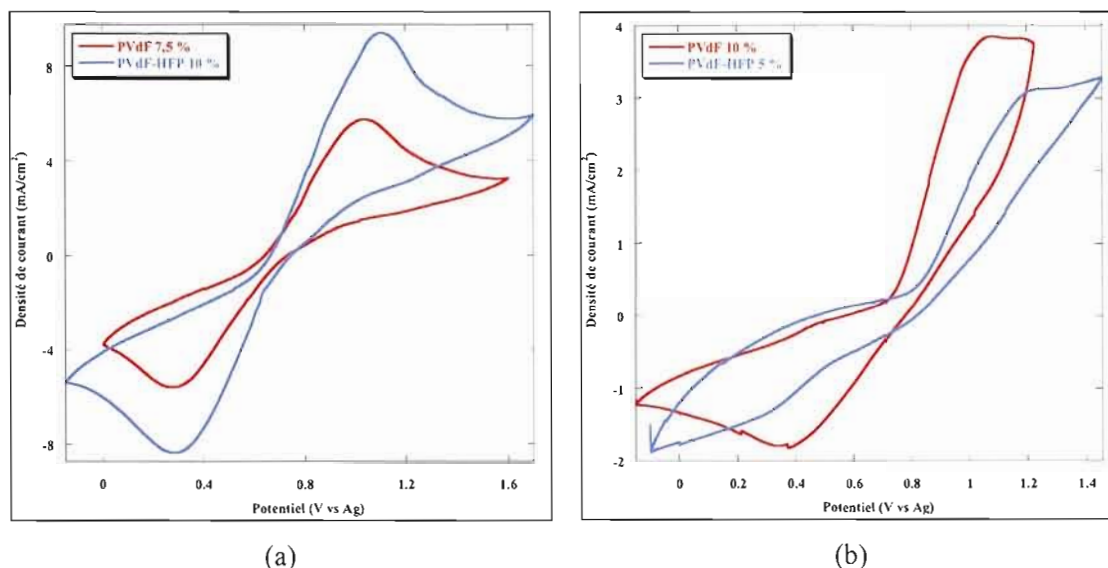 PVdF 7,5 %
PVdF-HFP 10 %
8
4
0
-4
-8
0
0.4
0.8
1.2
1.6
Densité de courant (mA/cm²)
Potentiel (V vs Ag)
(a)
PVdF 10 %
PVdF-HFP 5 %
4
3
2
1
0
-1
-2
0
0.2
0.4
0.6
0.8
1
1.2
1.4
Densité de courant (mA/cm²)
Potentiel (V vs Ag)
(b)